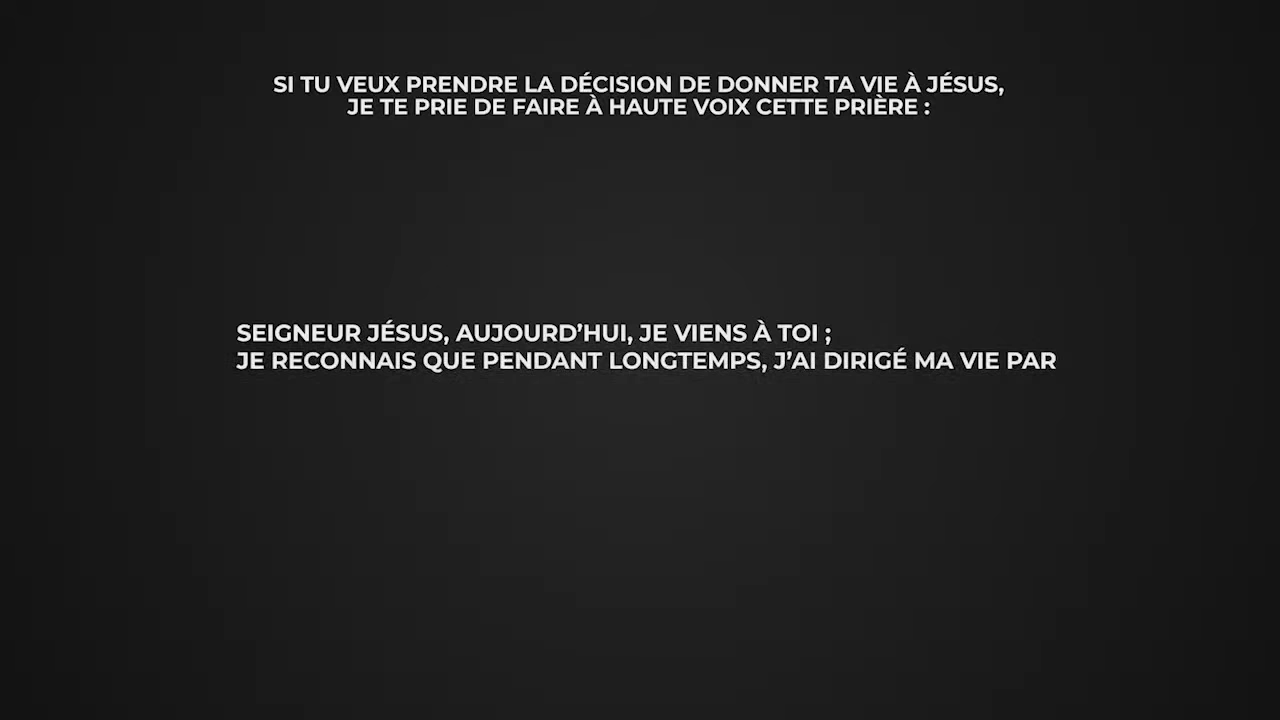 SI TU VEUX PRENDRE LA DÉCISION DE DONNER TA VIE À JÉSUS,
JE TE PRIE DE FAIRE À HAUTE VOIX CETTE PRIÈRE :
SEIGNEUR JÉSUS, AUJOURD’HUI, JE VIENS À TOI ;
JE RECONNAIS QUE PENDANT LONGTEMPS, J’AI DIRIGÉ MA VIE PAR